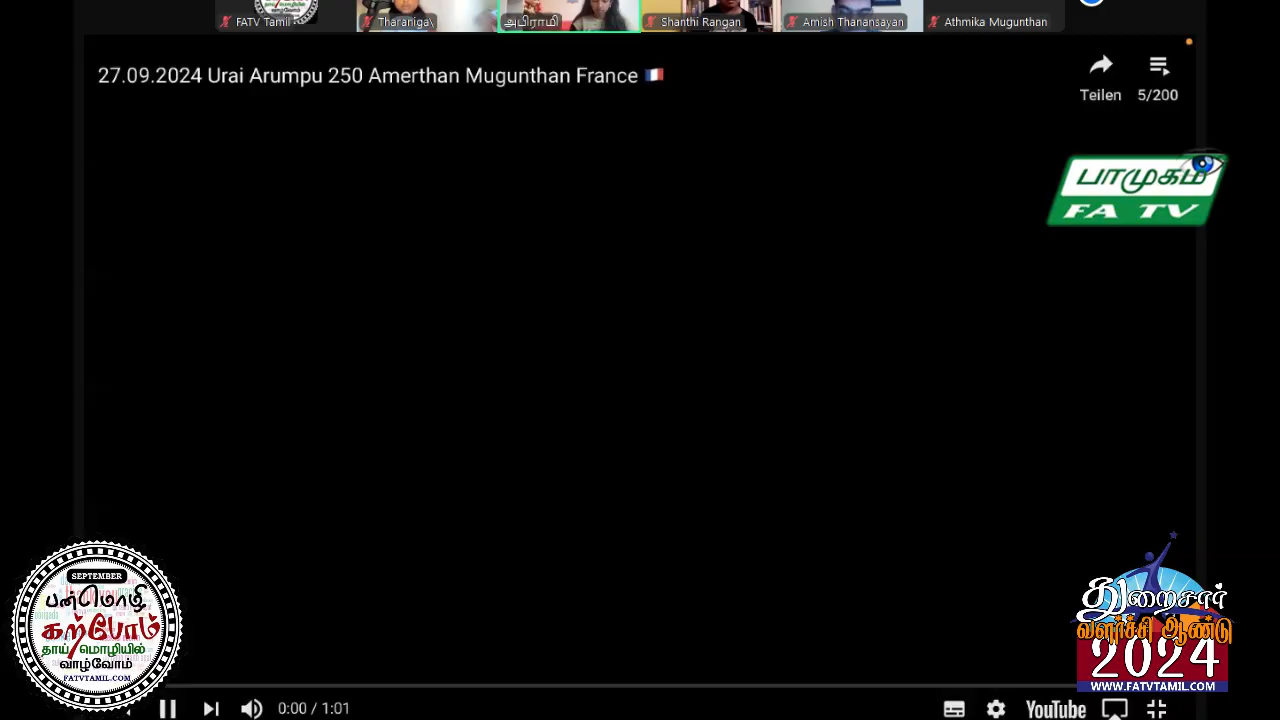 FATV Tamil
Tharaniga\
அபிராமி
Shanthi Rangan
Amish Thanansayan
Athmika Mugunthan
27.09.2024 Urai Arumpu 250 Amerthan Mugunthan France 🇫🇷
Teilen
5/200
பாமுகம்
FA TV
SEPTEMBER
பன்மொழி
கற்போம்
தாய் மொழியில்
வாழ்வோம்
FATVTAMIL.COM
துறைசார்
வளர்ச்சி ஆண்டு
2024
WWW.FATVTAMIL.COM
0:00 / 1:01
YouTube